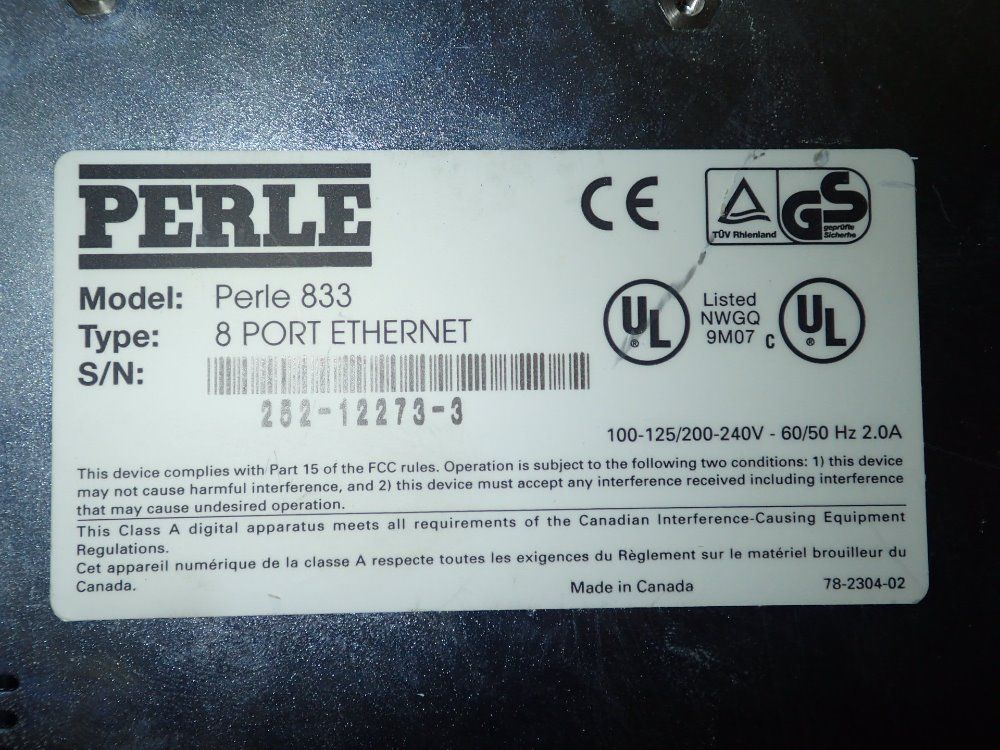 PERLE
CE
TÜV Rhienland
GS
geprüfte
Sicherhe
Model: Perle 833
Type: 8 PORT ETHERNET
S/N:
252-12273-3
UL
®
Listed
NWGQ
9M07
C
UL
®
100-125/200-240V - 60/50 Hz 2.0A
This device complies with Part 15 of the FCC rules. Operation is subject to the following two conditions: 1) this device
may not cause harmful interference, and 2) this device must accept any interference received including interference
that may cause undesired operation.
This Class A digital apparatus meets all requirements of the Canadian Interference-Causing Equipment
Regulations.
Cet appareil numérique de la classe A respecte toutes les exigences du Règlement sur le matériel brouilleur du
Canada.
Made in Canada
78-2304-02